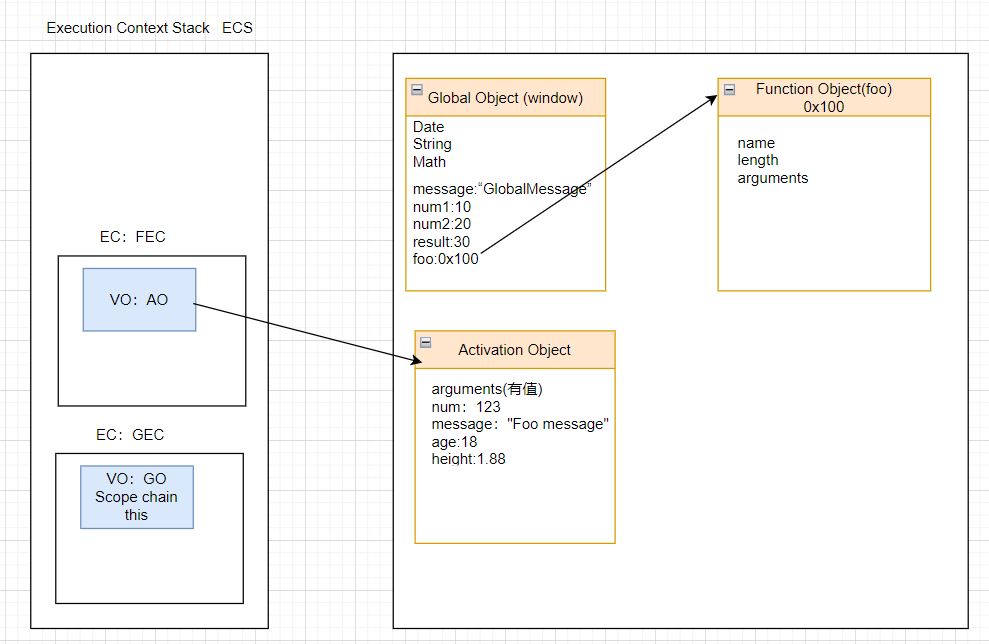 Execution Context Stack   ECS
EC：FEC
VO：AO
EC：GEC
VO：GO
Scope chain
this
Global Object (window)
Date
String
Math
message:“GlobalMessage”
num1:10
num2:20
result:30
foo:0x100
Function Object(foo)
0x100
name
length
arguments
Activation Object
arguments(有值)
num：123
message："Foo message"
age:18
height:1.88